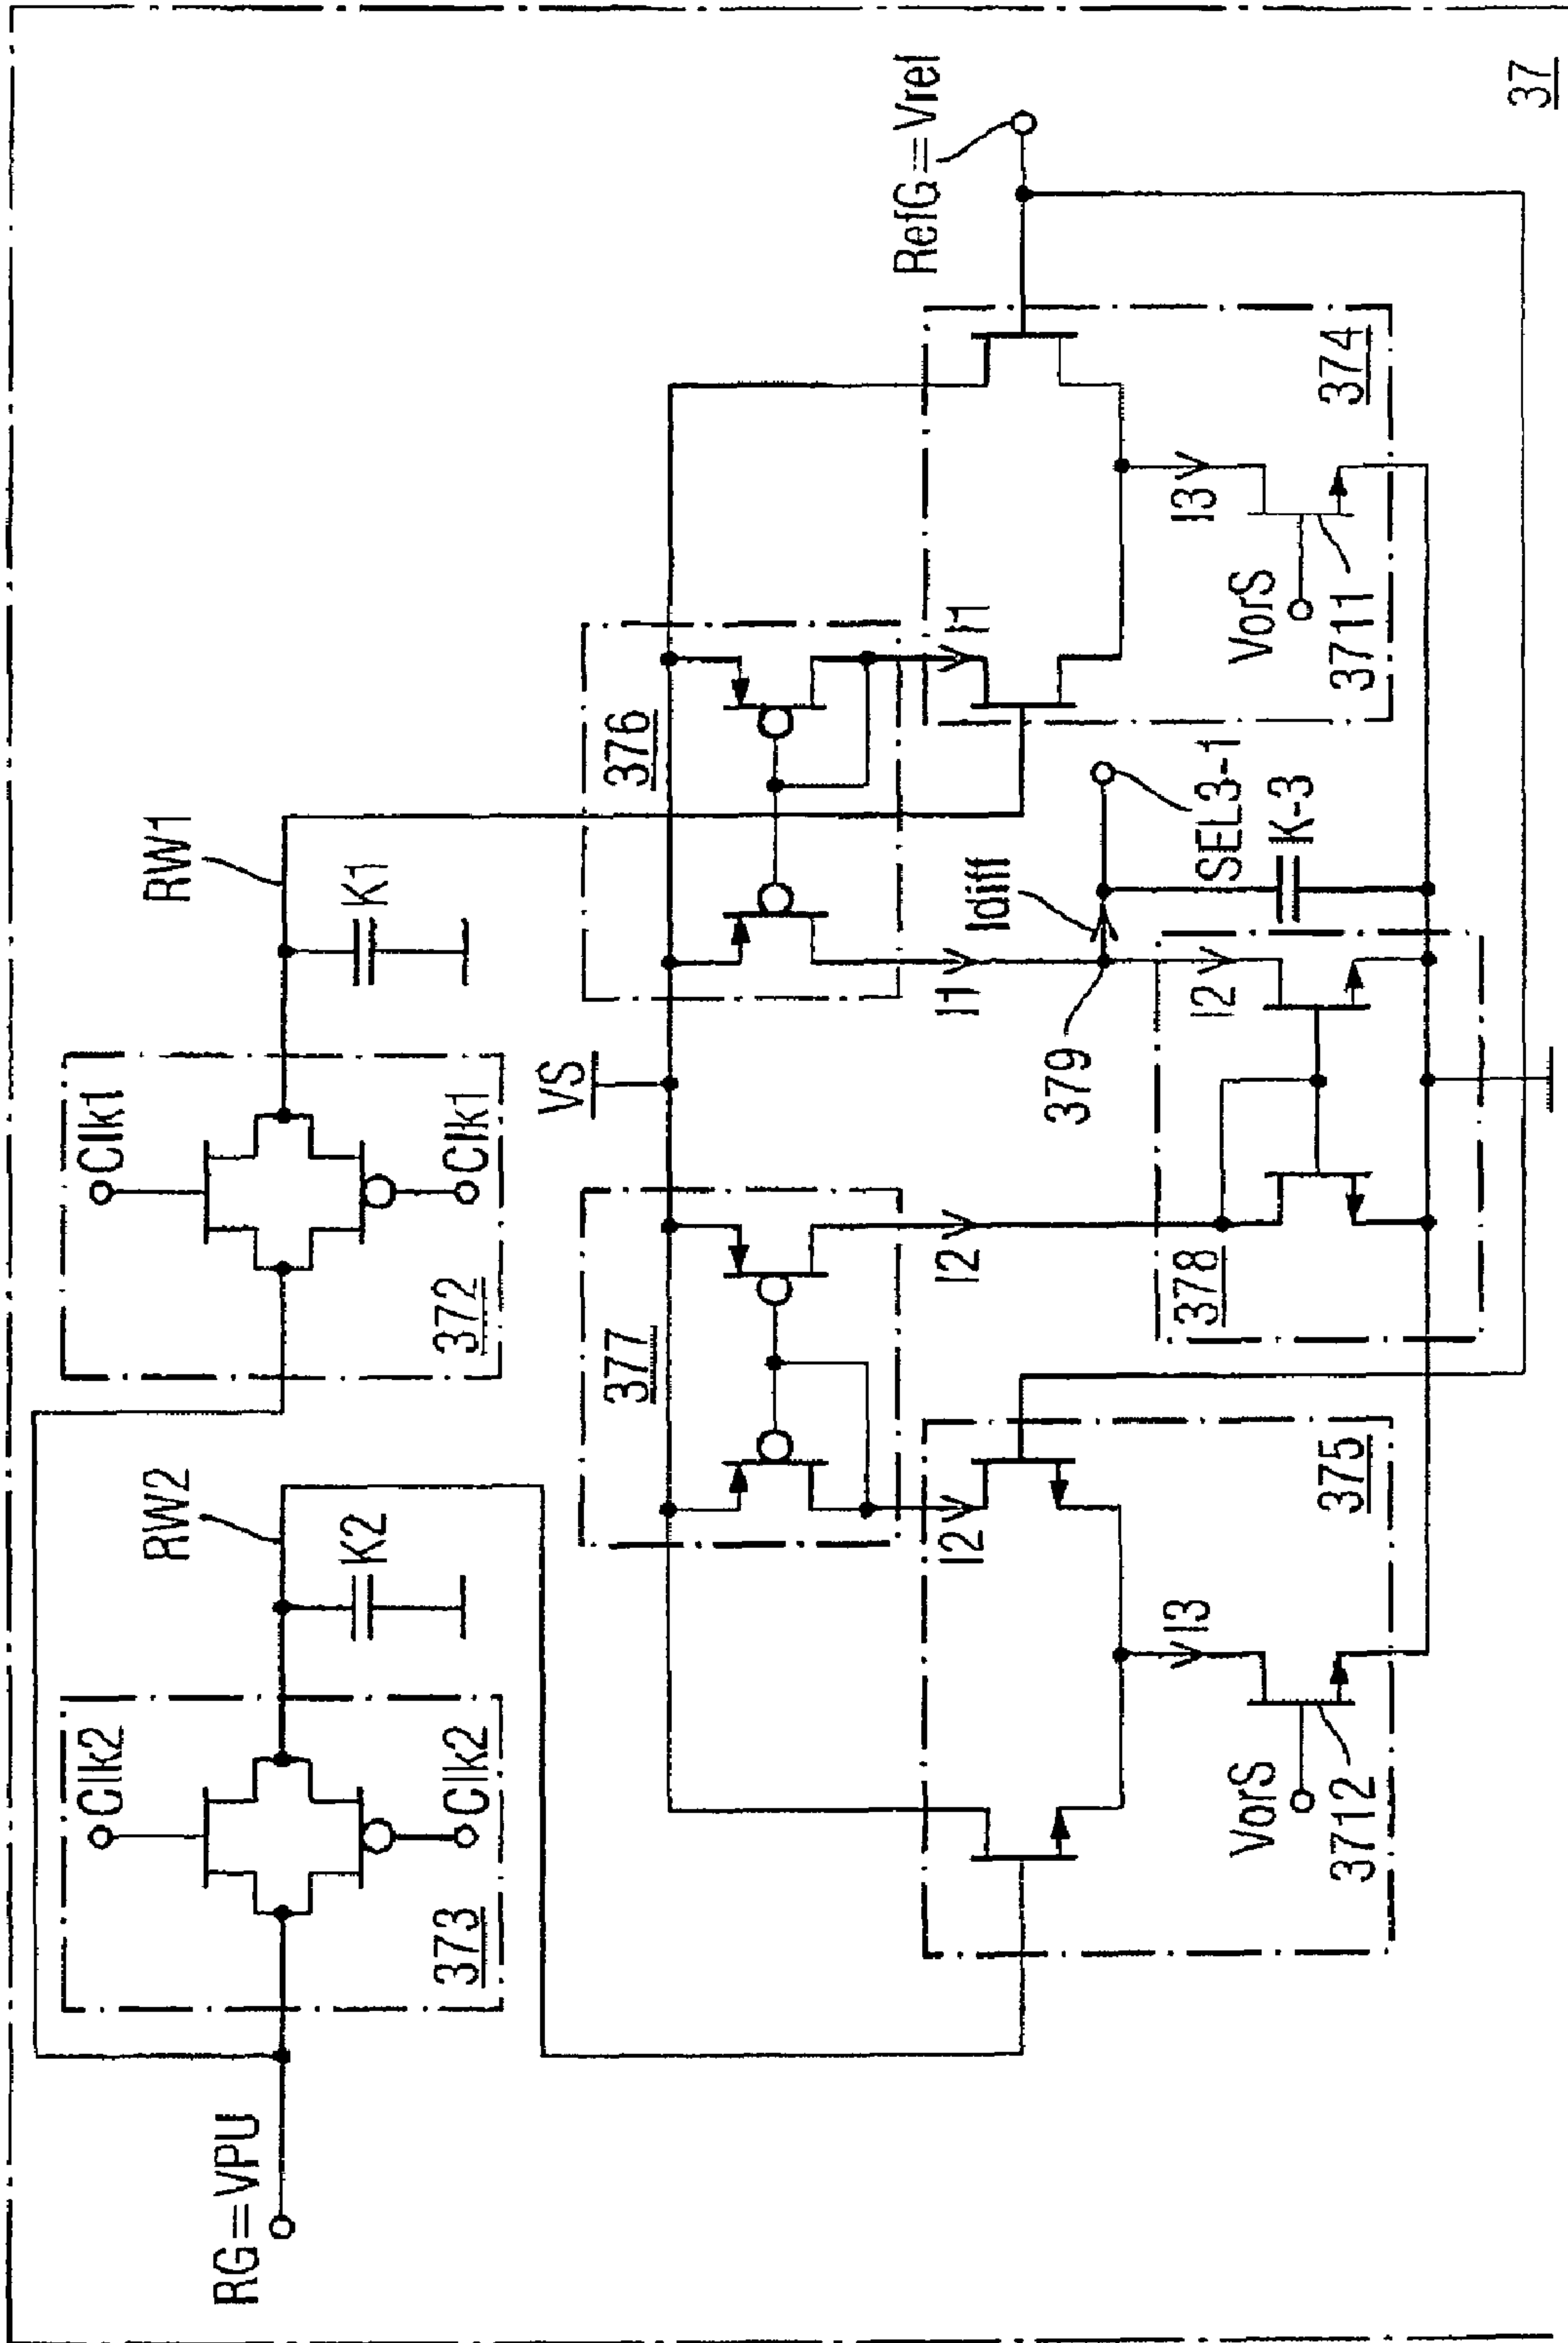 RG=VPU
373
Clk2
Clk2
RW2
K2
372
Clk1
Clk1
RW1
K1
VS
377
376
I2
I2
I1
I1
RefG=Vref
375
I3
VorS
3712
378
I2
379
Idiff
SEL3-1
K-3
374
I3
VorS
3711
37